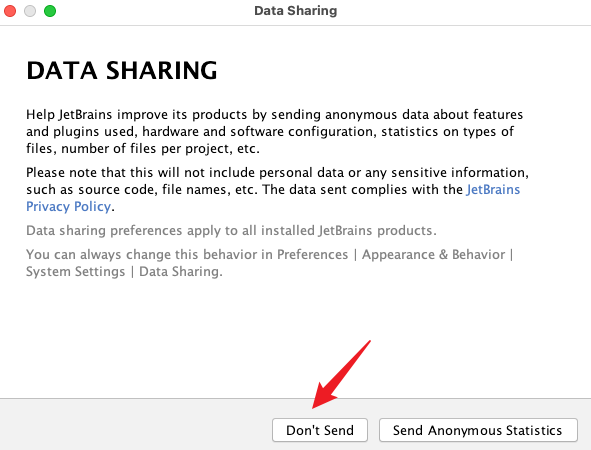 Data Sharing
DATA SHARING
Help JetBrains improve its products by sending anonymous data about features
and plugins used, hardware and software configuration, statistics on types of
files, number of files per project, etc.
Please note that this will not include personal data or any sensitive information,
such as source code, file names, etc. The data sent complies with the JetBrains
Privacy Policy.
Data sharing preferences apply to all installed JetBrains products.
You can always change this behavior in Preferences | Appearance & Behavior |
System Settings | Data Sharing.
Don't Send
Send Anonymous Statistics